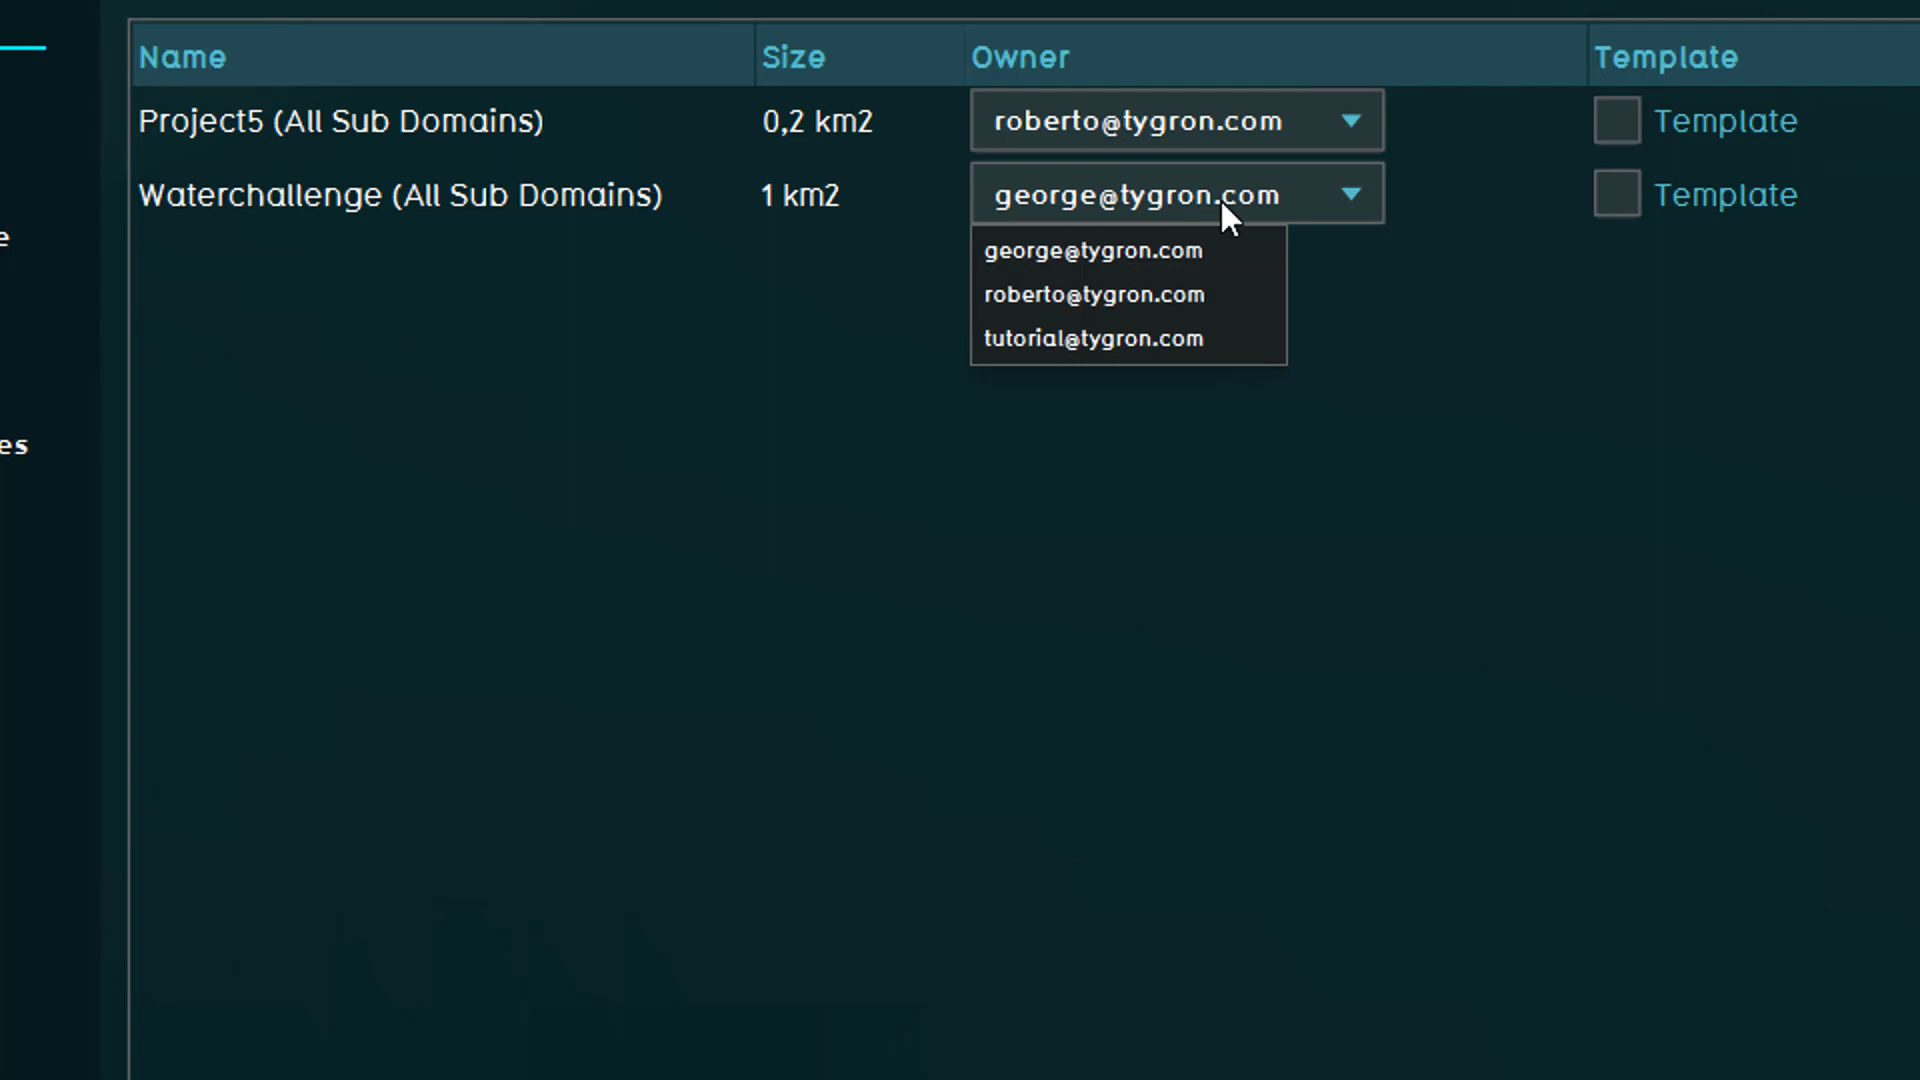 Name Size Owner Template
Project5 (All Sub Domains) 0,2 km2 roberto@tygron.com Template
Waterchallenge (All Sub Domains) 1 km2 george@tygron.com Template
e
george@tygron.com
roberto@tygron.com
tutorial@tygron.com
es